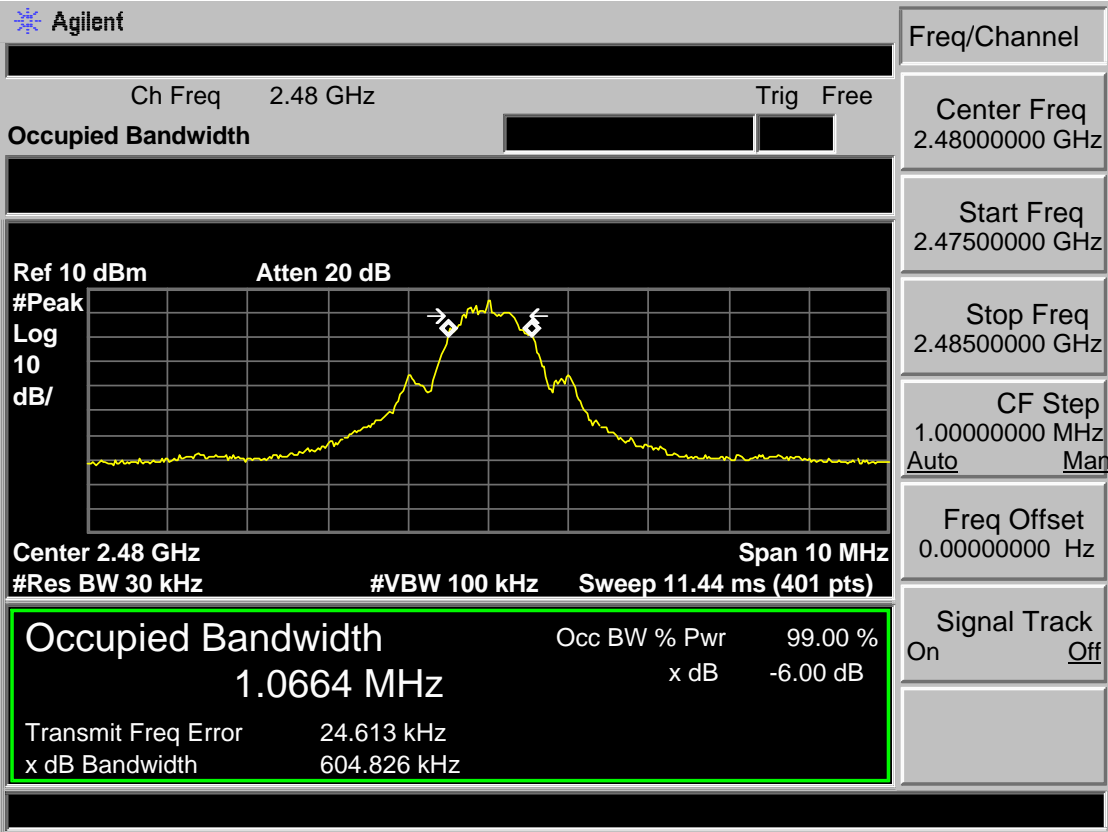 Agilent
Freq/Channel
Ch Freq 2.48 GHz Trig Free
Occupied Bandwidth
Center Freq
2.48000000 GHz
Start Freq
2.47500000 GHz
Stop Freq
2.48500000 GHz
CF Step
1.00000000 MHz
Auto Man
Freq Offset
0.00000000 Hz
Signal Track
On Off
Ref 10 dBm Atten 20 dB
#Peak
Log
10
dB/
Center 2.48 GHz Span 10 MHz
#Res BW 30 kHz #VBW 100 kHz Sweep 11.44 ms (401 pts)
Occupied Bandwidth Occ BW % Pwr 99.00 %
1.0664 MHz x dB -6.00 dB
Transmit Freq Error 24.613 kHz
x dB Bandwidth 604.826 kHz